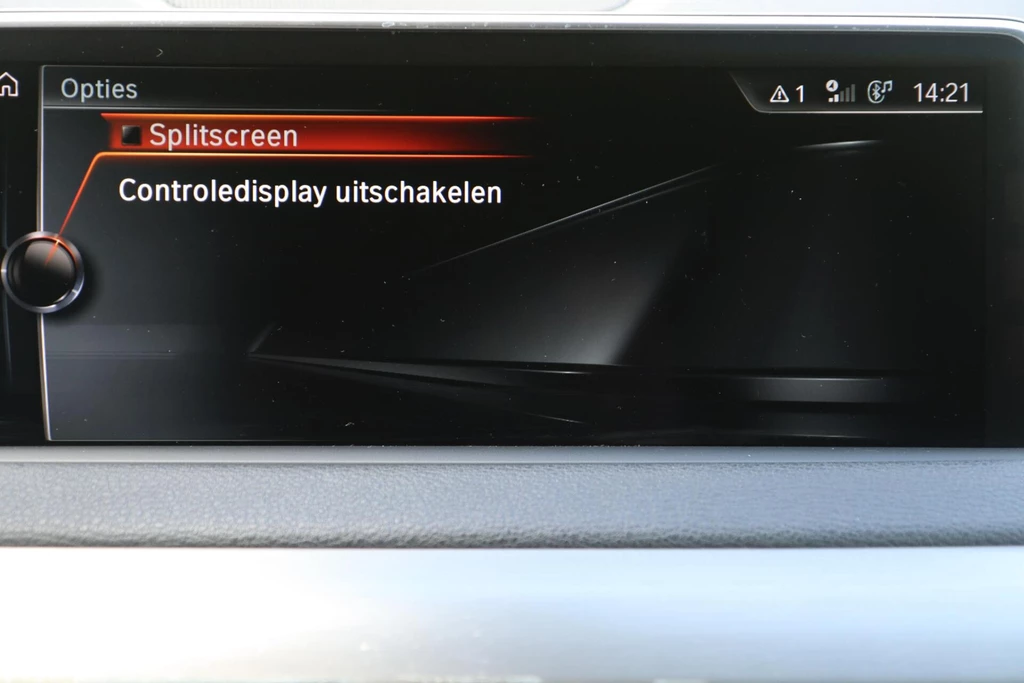 Opties
1 14:21
Splitscreen
Controledisplay uitschakelen